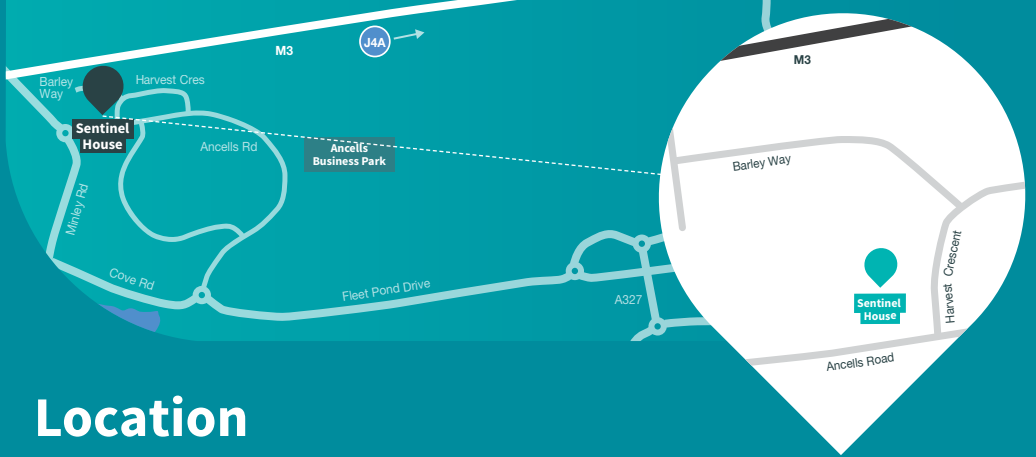 M3
J4A
Barley
Way
Harvest Cres
Sentinel
House
Ancells Rd
Ancells
Business Park
Minley Rd
Cove Rd
Fleet Pond Drive
A327
M3
Barley Way
Harvest Crescent
Sentinel
House
Ancells Road
Location